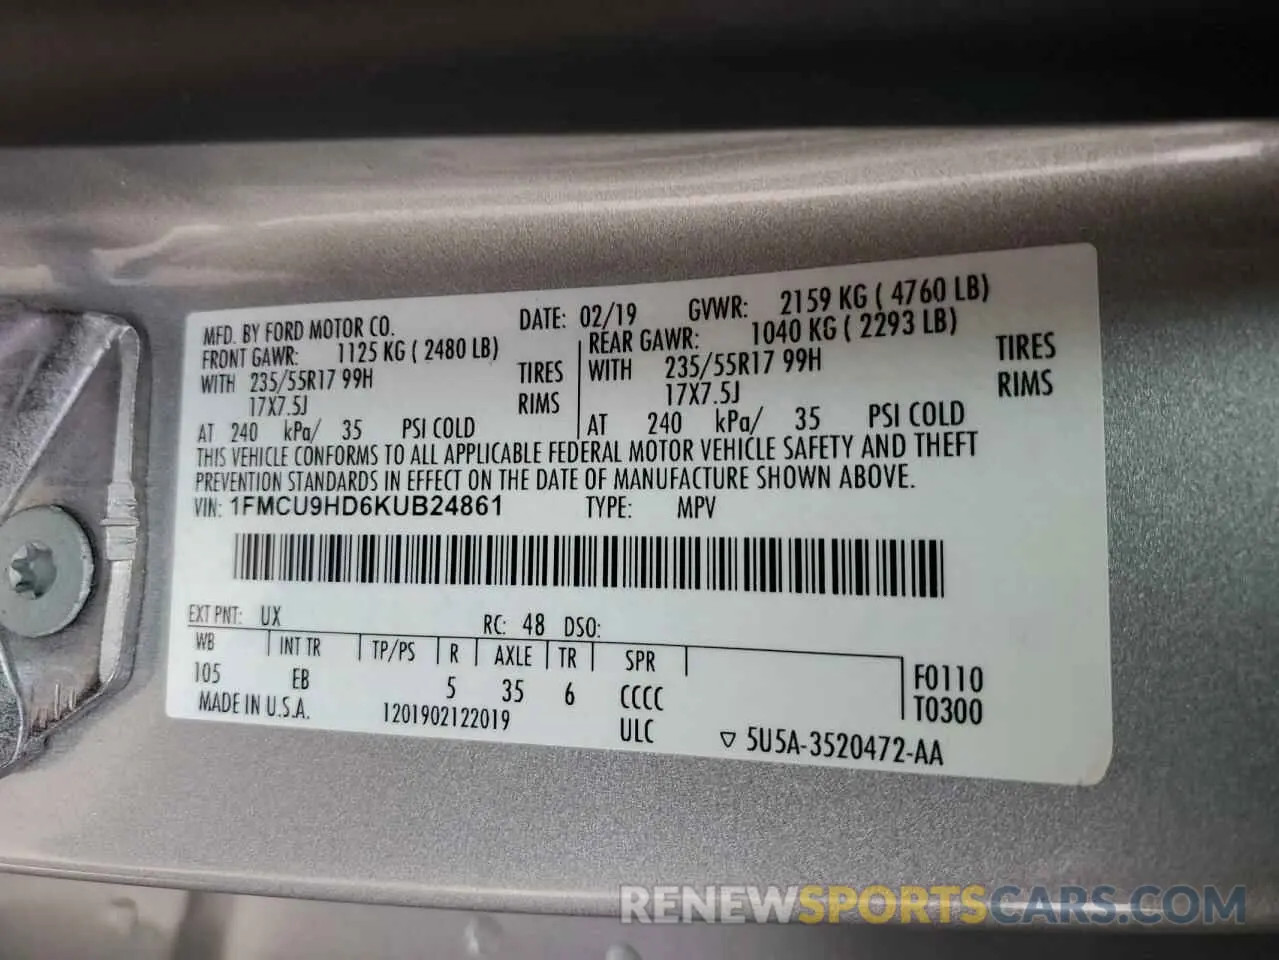 MFD. BY FORD MOTOR CO. DATE: 02/19 GVWR: 2159 KG ( 4760 LB)
FRONT GAWR: 1125 KG ( 2480 LB) REAR GAWR: 1040 KG ( 2293 LB)
WITH 235/55R17 99H TIRES WITH 235/55R17 99H TIRES
17X7.5J RIMS 17X7.5J RIMS
AT 240 kPa/ 35 PSI COLD AT 240 kPa/ 35 PSI COLD
THIS VEHICLE CONFORMS TO ALL APPLICABLE FEDERAL MOTOR VEHICLE SAFETY AND THEFT
PREVENTION STANDARDS IN EFFECT ON THE DATE OF MANUFACTURE SHOWN ABOVE.
VIN: 1FMCU9HD6KUB24861 TYPE: MPV
EXT PNT: UX RC: 48 DSO:
WB INT TR TP/PS R AXLE TR SPR
105 EB 5 35 6 CCCC F0110
MADE IN U.S.A. 1201902122019 ULC T0300
▽ 5U5A-3520472-AA
RENEWSPORTSCARS.COM